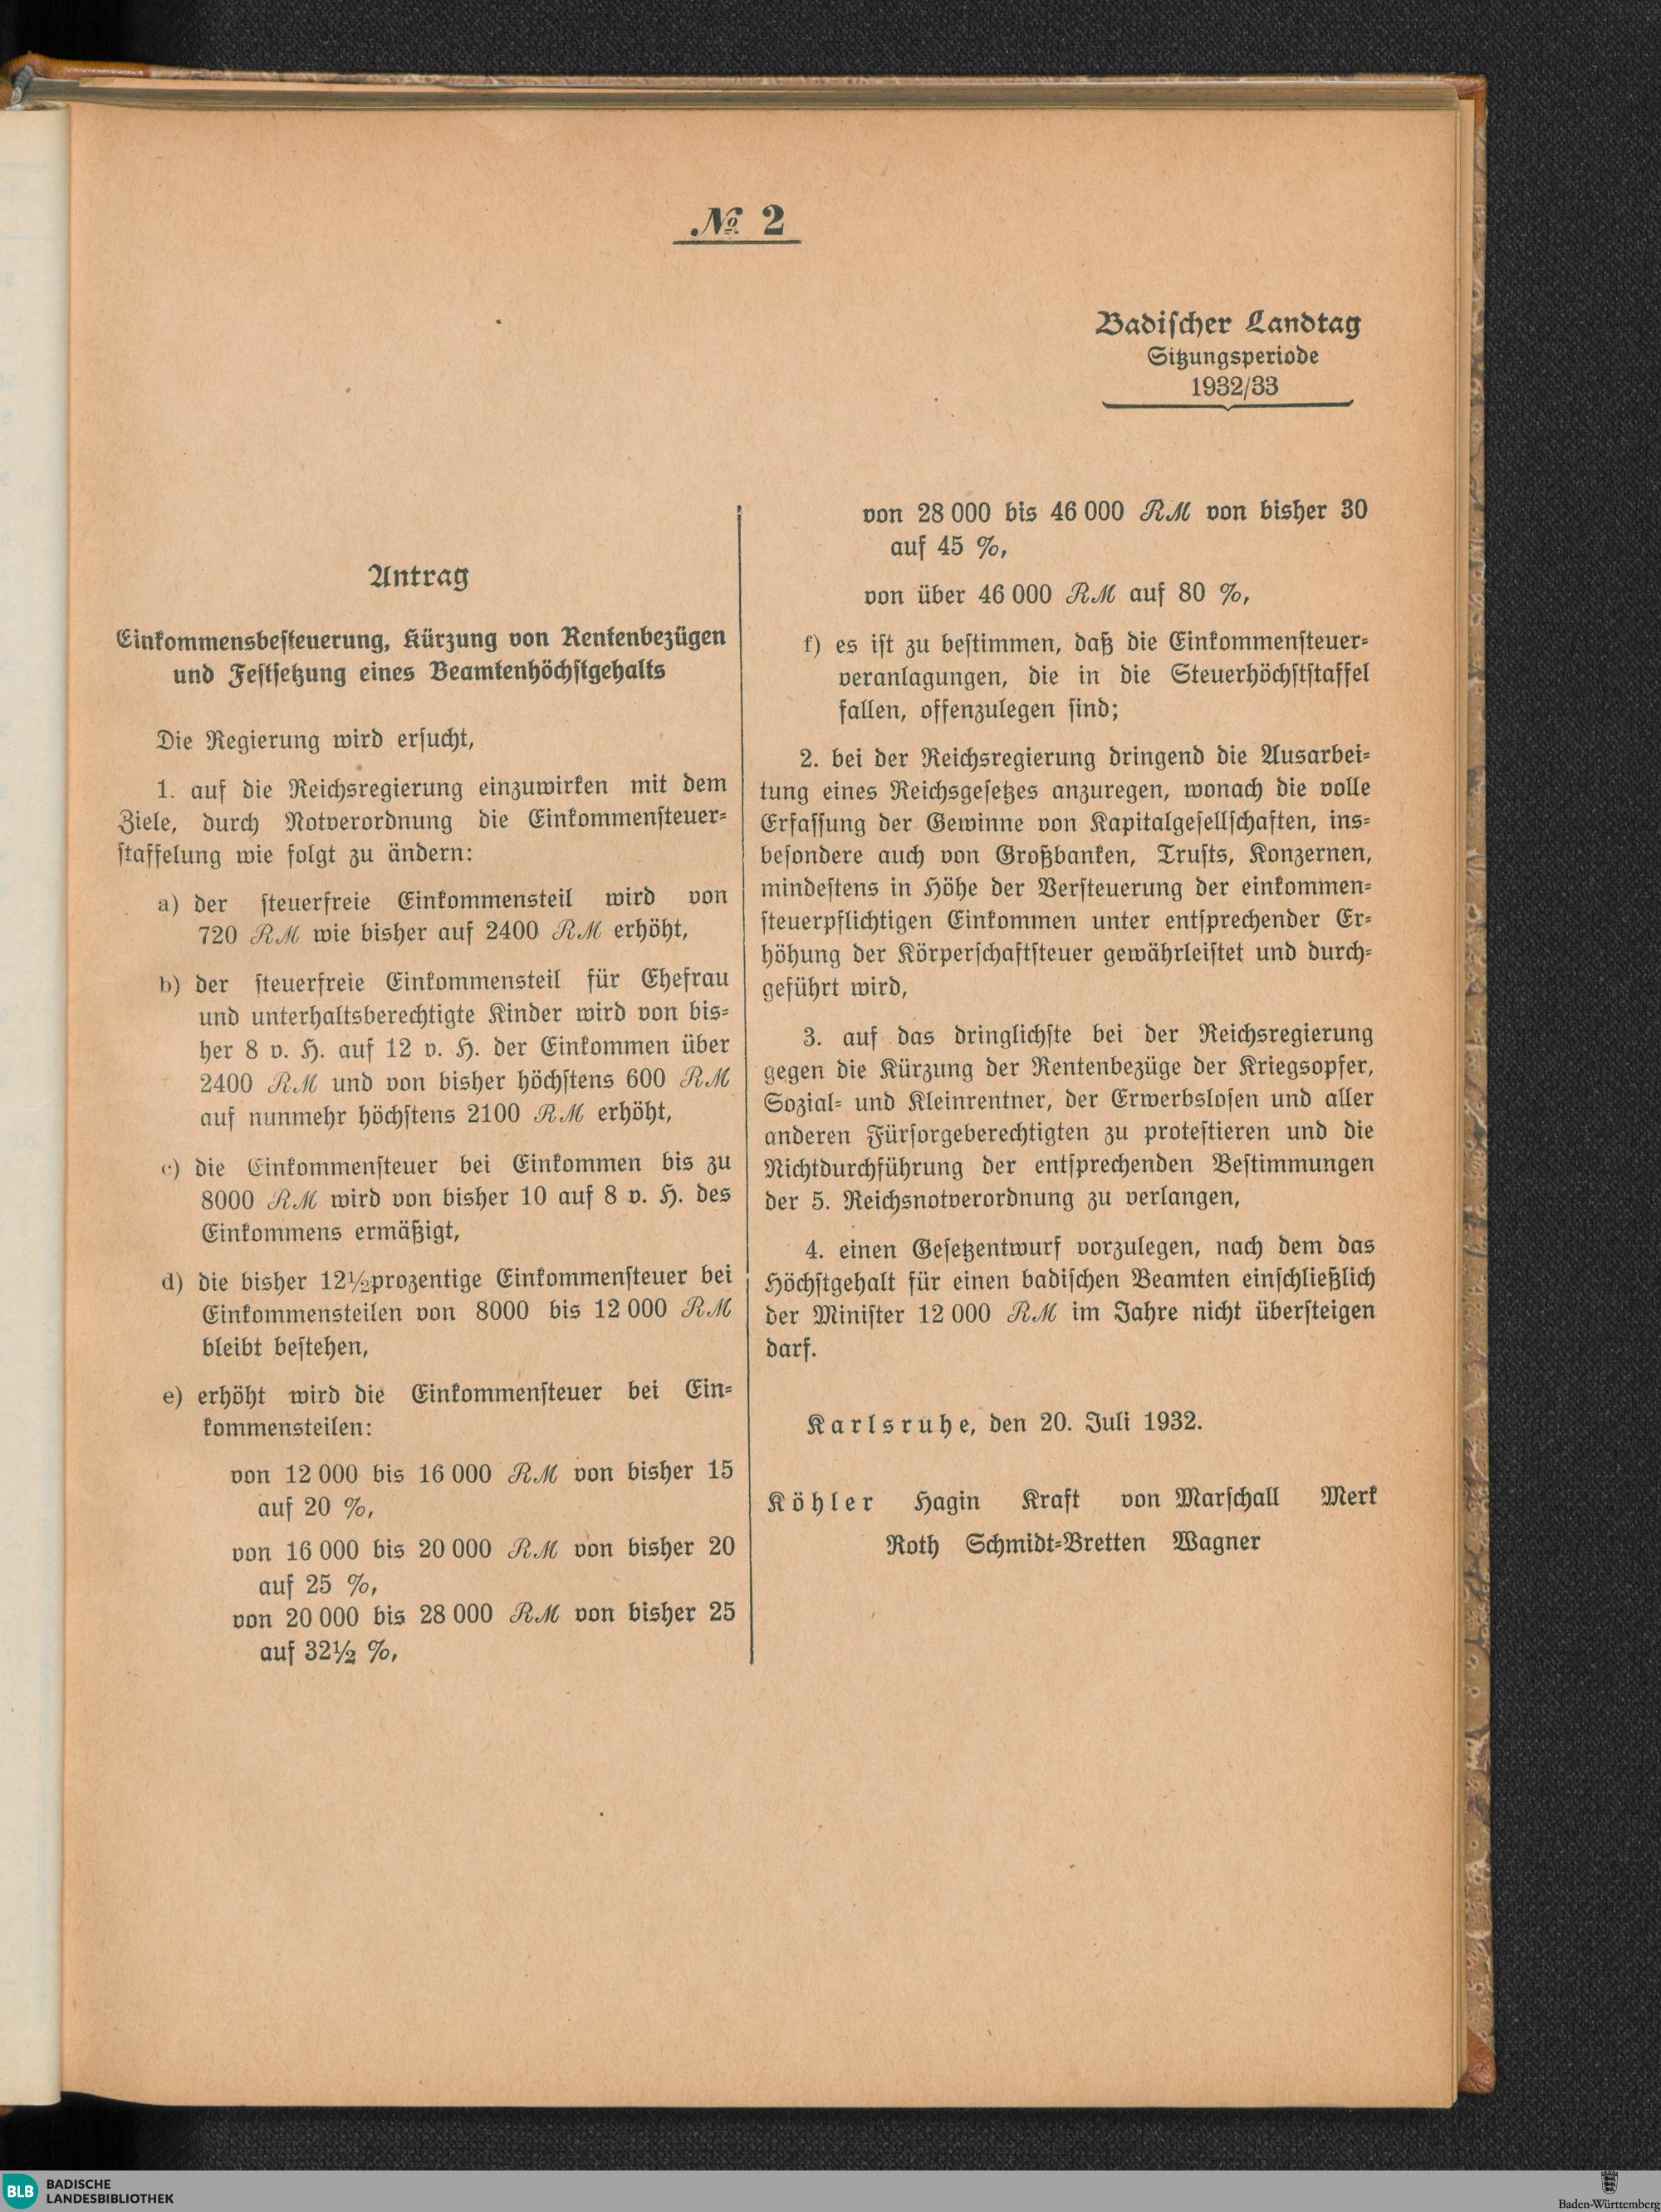 № 2
Badischer Landtag
Sitzungsperiode
1932/33
Antrag
Einkommensbesteuerung, Kürzung von Rentenbezügen
und Festsetzung eines Beamtenhöchstgehalts
Die Regierung wird ersucht,
1. auf die Reichsregierung einzuwirken mit dem
Ziele, durch Notverordnung die Einkommensteuer-
staffelung wie folgt zu ändern:
a) der steuerfreie Einkommensteil wird von
720 RM wie bisher auf 2400 RM erhöht,
b) der steuerfreie Einkommensteil für Ehefrau
und unterhaltsberechtigte Kinder wird von bis-
her 8 v. H. auf 12 v. H. der Einkommen über
2400 RM und von bisher höchstens 600 RM
auf nunmehr höchstens 2100 RM erhöht,
c) die Einkommensteuer bei Einkommen bis zu
8000 RM wird von bisher 10 auf 8 v. H. des
Einkommens ermäßigt,
d) die bisher 12½prozentige Einkommensteuer bei
Einkommensteilen von 8000 bis 12 000 RM
bleibt bestehen,
e) erhöht wird die Einkommensteuer bei Ein-
kommensteilen:
von 12 000 bis 16 000 RM von bisher 15
auf 20 %,
von 16 000 bis 20 000 RM von bisher 20
auf 25 %,
von 20 000 bis 28 000 RM von bisher 25
auf 32½ %,
von 28 000 bis 46 000 RM von bisher 30
auf 45 %,
von über 46 000 RM auf 80 %,
f) es ist zu bestimmen, daß die Einkommensteuer-
veranlagungen, die in die Steuerhöchststaffel
fallen, offenzulegen sind;
2. bei der Reichsregierung dringend die Ausarbei-
tung eines Reichsgesetzes anzuregen, wonach die volle
Erfassung der Gewinne von Kapitalgesellschaften, ins-
besondere auch von Großbanken, Trusts, Konzernen,
mindestens in Höhe der Versteuerung der einkommen-
steuerpflichtigen Einkommen unter entsprechender Er-
höhung der Körperschaftsteuer gewährleistet und durch-
geführt wird,
3. auf das dringlichste bei der Reichsregierung
gegen die Kürzung der Rentenbezüge der Kriegsopfer,
Sozial- und Kleinrentner, der Erwerbslosen und aller
anderen Fürsorgeberechtigten zu protestieren und die
Nichtdurchführung der entsprechenden Bestimmungen
der 5. Reichsnotverordnung zu verlangen,
4. einen Gesetzentwurf vorzulegen, nach dem das
Höchstgehalt für einen badischen Beamten einschließlich
der Minister 12 000 RM im Jahre nicht übersteigen
darf.
Karlsruhe, den 20. Juli 1932.
Köhler Hagin Kraft von Marschall Merk
Roth Schmidt-Bretten Wagner
BLB BADISCHE
LANDESBIBLIOTHEK
Baden-Württemberg